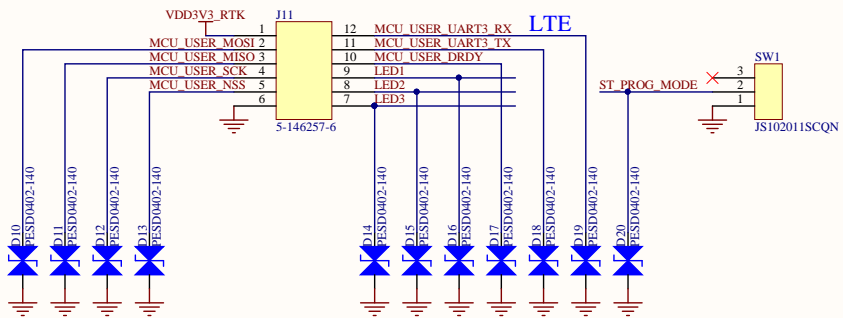 VDD3V3_RTK
J11
LTE
1
12
MCU_USER_UART3_RX
MCU_USER_MOSI
2
11
MCU_USER_UART3_TX
MCU_USER_MISO
3
10
MCU_USER_DRDY
MCU_USER_SCK
4
9
LED1
MCU_USER_NSS
5
8
LED2
6
7
LED3
5-146257-6
SW1
3
ST_PROG_MODE
2
1
JS102011SCQN
D10
PESD0402-140
D11
PESD0402-140
D12
PESD0402-140
D13
PESD0402-140
D14
PESD0402-140
D15
PESD0402-140
D16
PESD0402-140
D17
PESD0402-140
D18
PESD0402-140
D19
PESD0402-140
D20
PESD0402-140